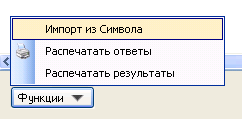 Импорт из Символа
Распечатать ответы
Распечатать результаты
Функции